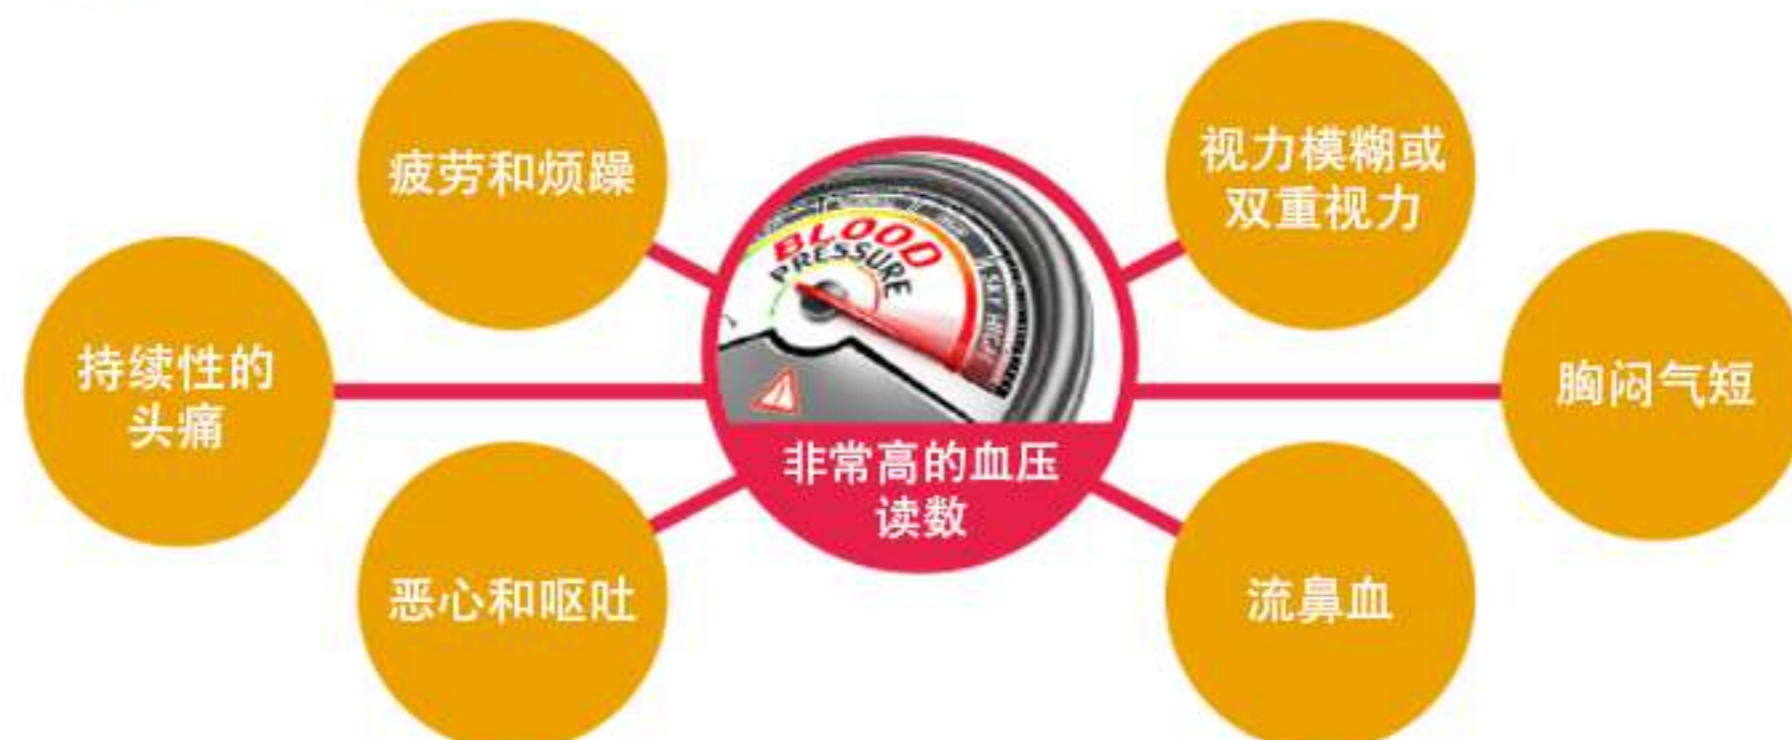 疲劳和烦躁
视力模糊或
双重视力
持续性的
头痛
BLOOD
PRESSURE
胸闷气短
非常高的血压
读数
恶心和呕吐
流鼻血